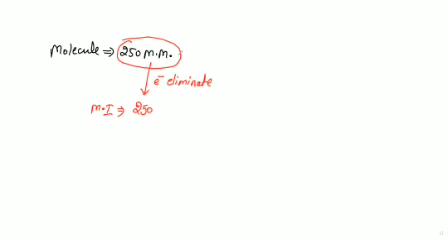 Molecule ⇒ 250 m.m.
e⁻ eliminate
M.I ⇒ 250